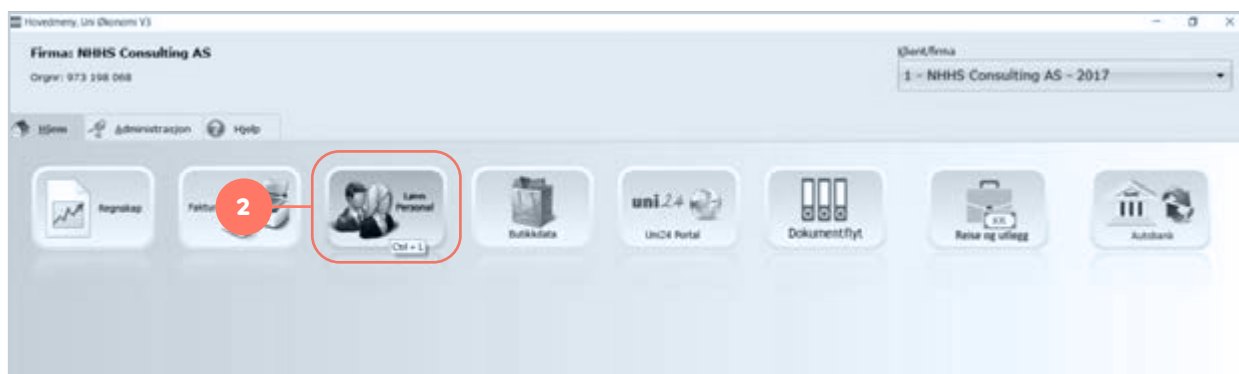 Hovedmeny, Uni Økonomi V3
Firma: NHHS Consulting AS
Orgnr: 973 198 068
Klient/firma
1 - NHHS Consulting AS - 2017
Hjem
Administrasjon
Hjelp
Regnskap
2
Lønn
Personal
Ctrl + L
Butikkdata
uni24
Uni24 Portal
Dokumentflyt
KR
Reise og utlegg
Autobank